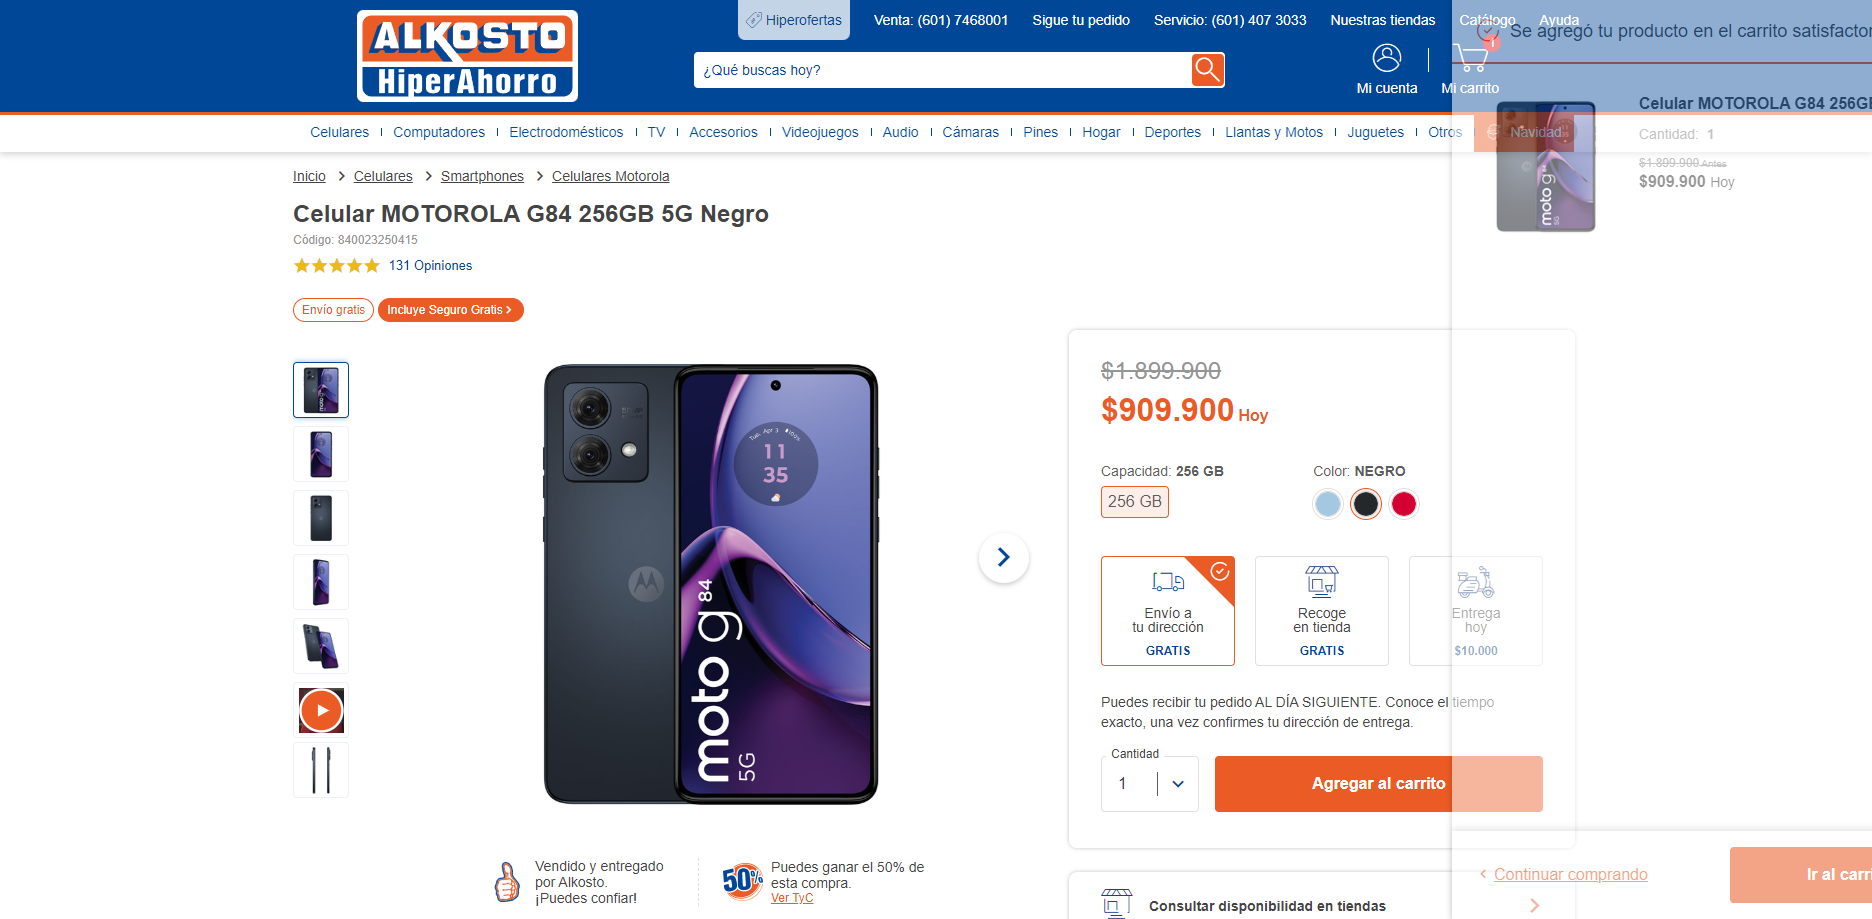 ALKOSTO
HiperAhorro
Hiperofertas
Venta: (601) 7468001
Sigue tu pedido
Servicio: (601) 407 3033
Nuestras tiendas
Catálogo
Ayuda
¿Qué buscas hoy?
Mi cuenta
1
Mi carrito
Se agregó tu producto en el carrito
Celulares
Computadores
Electrodomésticos
TV
Accesorios
Videojuegos
Audio
Cámaras
Pines
Hogar
Deportes
Llantas y Motos
Juguetes
Otros
Navidad
Celular MOTOROLA G84
Cantidad: 1
$1.899.900 Antes
$909.900 Hoy
moto g 84
5G
Inicio > Celulares > Smartphones > Celulares Motorola
Celular MOTOROLA G84 256GB 5G Negro
Código: 840023250415
131 Opiniones
Envío gratis
Incluye Seguro Gratis >
Tue, Apr 3 100%
11
35
moto g 84
5G
$1.899.900
$909.900 Hoy
Capacidad: 256 GB
256 GB
Color: NEGRO
Envío a
tu dirección
GRATIS
Recoge
en tienda
GRATIS
Entrega
hoy
$10.000
Puedes recibir tu pedido AL DÍA SIGUIENTE. Conoce el tiempo
exacto, una vez confirmes tu dirección de entrega.
Cantidad
1
Agregar al carrito
Vendido y entregado
por Alkosto.
¡Puedes confiar!
50%
Puedes ganar el 50% de
esta compra.
Ver TyC
Consultar disponibilidad en tiendas
Continuar comprando
Ir al